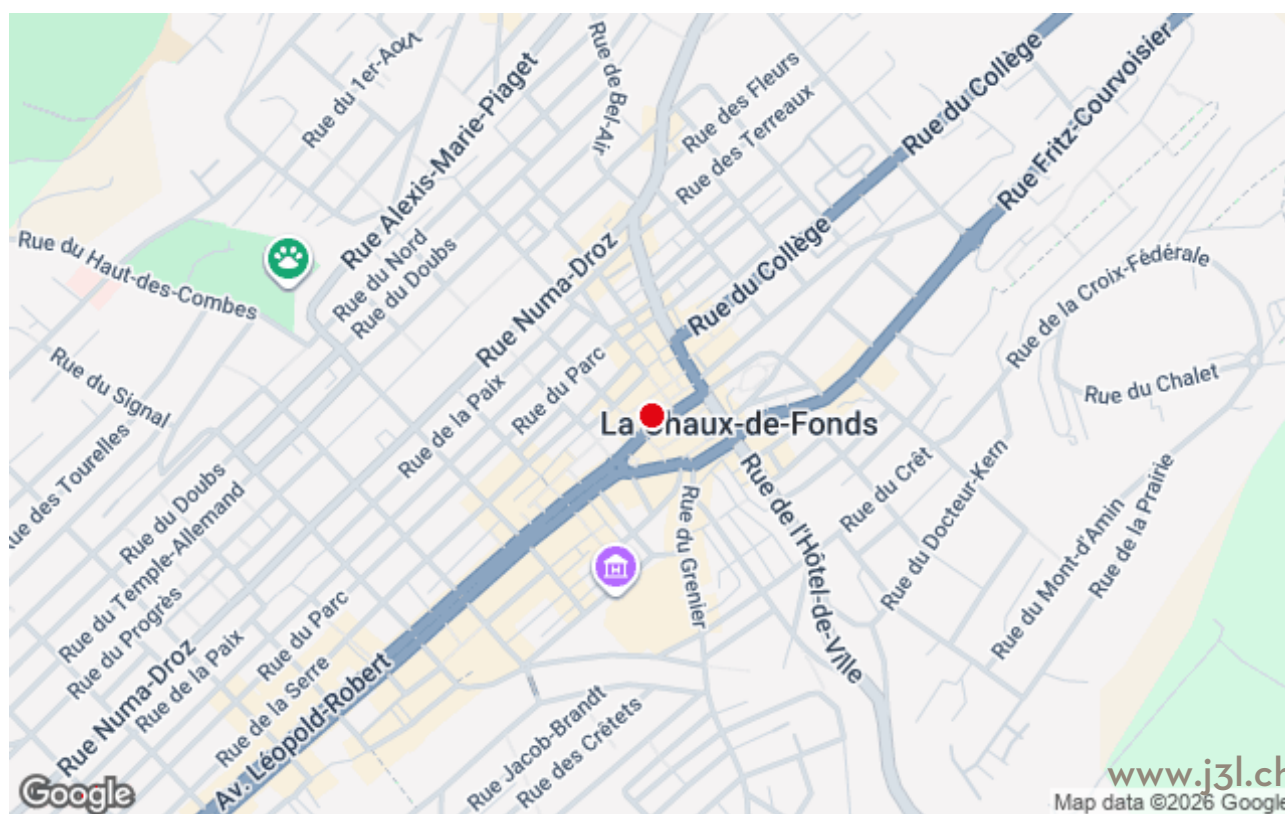 Rue du 1er-Août
Rue Alexis-Marie-Piaget
Rue de Bel-Air
Rue des Fleurs
Rue des Terreaux
Rue du Collège
Rue Fritz-Courvoisier
Rue du Haut-des-Combes
Rue du Nord
Rue du Doubs
Rue Numa-Droz
Rue du Collège
Rue de la Croix-Fédérale
Rue du Signal
Rue de la Paix
Rue du Parc
Rue du Chalet
La Chaux-de-Fonds
Rue des Tourelles
Rue du Doubs
Rue du Temple-Allemand
Rue du Progrès
Rue Numa-Droz
Rue de la Paix
Rue du Parc
Rue de la Serre
Av. Léopold-Robert
Rue du Grenier
Rue de l'Hôtel-de-Ville
Rue du Crêt
Rue du Docteur-Kern
Rue du Mont-d'Amin
Rue de la Prairie
Rue Jacob-Brandt
Rue des Crêtets
Google
www.j3l.ch
Map data ©2026 Google